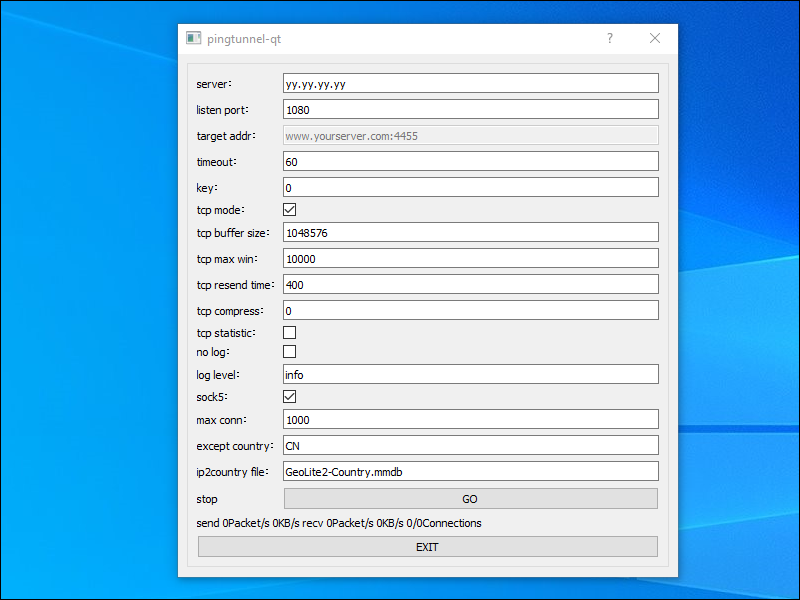 pingtunnel-qt ?
server: yy.yy.yy.yy
listen port: 1080
target addr: www.yourserver.com:4455
timeout: 60
key: 0
tcp mode:
tcp buffer size: 1048576
tcp max win: 10000
tcp resend time: 400
tcp compress: 0
tcp statistic:
no log:
log level: info
sock5:
max conn: 1000
except country: CN
ip2country file: GeoLite2-Country.mmdb
stop GO
send 0Packet/s 0KB/s recv 0Packet/s 0KB/s 0/0Connections
EXIT